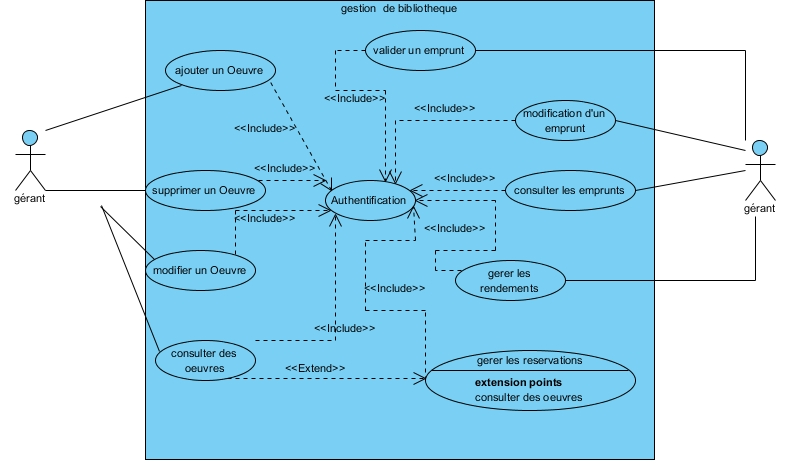 gestion de bibliotheque
valider un emprunt
ajouter un Oeuvre
<<Include>>
<<Include>>
modification d'un
emprunt
<<Include>>
gérant
<<Include>>
<<Include>>
supprimer un Oeuvre
Authentification
consulter les emprunts
gérant
<<Include>>
<<Include>>
modifier un Oeuvre
gerer les
rendements
<<Include>>
<<Include>>
consulter des
oeuvres
<<Extend>>
gerer les reservations
extension points
consulter des oeuvres